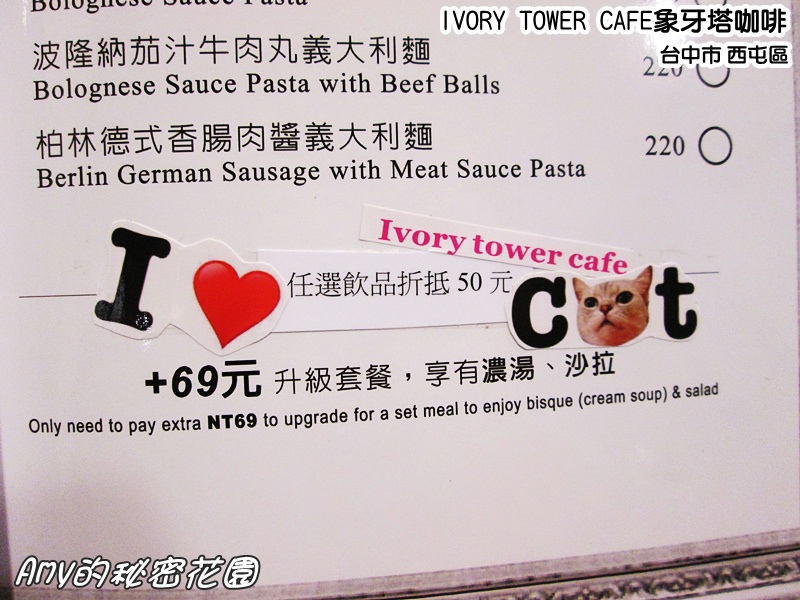 IVORY TOWER CAFE象牙塔咖啡
台中市 西屯區
Bolognese Sauce Pasta
波隆納茄汁牛肉丸義大利麵
220
Bolognese Sauce Pasta with Beef Balls
柏林德式香腸肉醬義大利麵
220
Berlin German Sausage with Meat Sauce Pasta
Ivory tower cafe
I
任選飲品折抵 50 元
c t
+69元 升級套餐，享有濃湯、沙拉
Only need to pay extra NT69 to upgrade for a set meal to enjoy bisque (cream soup) & salad
Amy的秘密花園